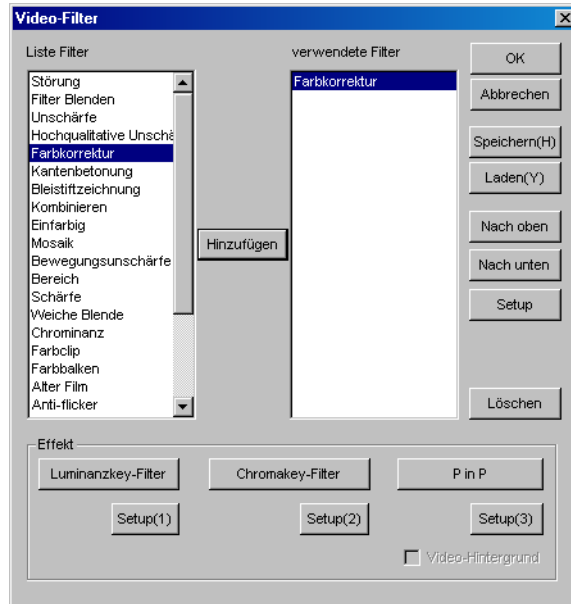 Video-Filter
Liste Filter
Störung
Filter Blenden
Unschärfe
Hochqualitative Unschä
Farbkorrektur
Kantenbetonung
Bleistiftzeichnung
Kombinieren
Einfarbig
Mosaik
Bewegungsunschärfe
Bereich
Schärfe
Weiche Blende
Chrominanz
Farbclip
Farbbalken
Alter Film
Anti-flicker
Hinzufügen
verwendete Filter
Farbkorrektur
OK
Abbrechen
Speichern(H)
Laden(Y)
Nach oben
Nach unten
Setup
Löschen
Effekt
Luminanzkey-Filter
Chromakey-Filter
P in P
Setup(1)
Setup(2)
Setup(3)
Video-Hintergrund